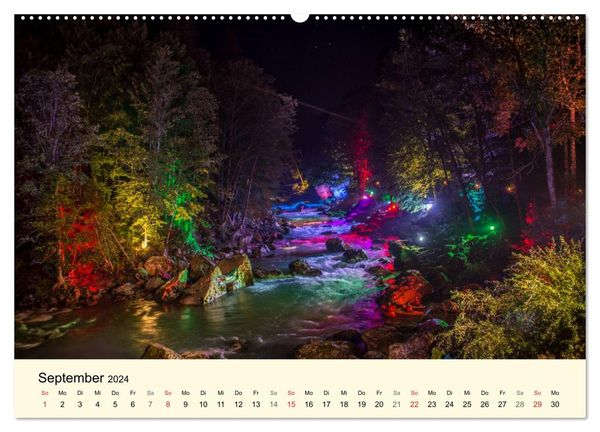 September 2024
So Mo Di Mi Do Fr Sa So Mo Di Mi Do Fr Sa So Mo Di Mi Do Fr Sa So Mo Di Mi Do Fr Sa So Mo
1 2 3 4 5 6 7 8 9 10 11 12 13 14 15 16 17 18 19 20 21 22 23 24 25 26 27 28 29 30